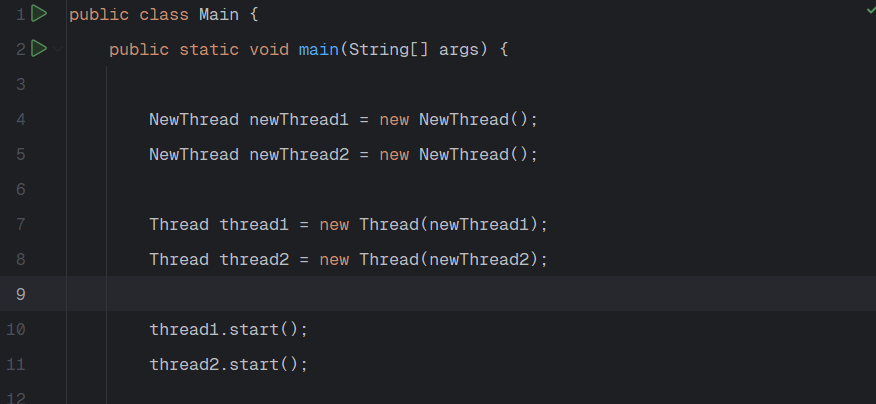 1 public class Main {
2 public static void main(String[] args) {
3
4 NewThread newThread1 = new NewThread();
5 NewThread newThread2 = new NewThread();
6
7 Thread thread1 = new Thread(newThread1);
8 Thread thread2 = new Thread(newThread2);
9
10 thread1.start();
11 thread2.start();
12